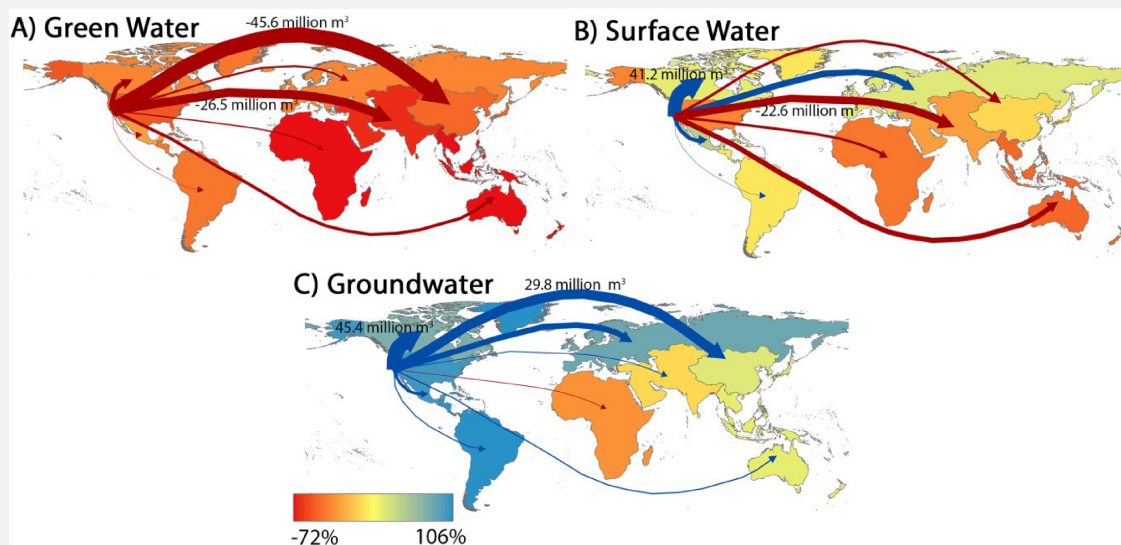 A) Green Water
-45.6 million m³
-26.5 million m³
B) Surface Water
41.2 million m³
-22.6 million m³
C) Groundwater
29.8 million m³
45.4 million m³
-72%
106%